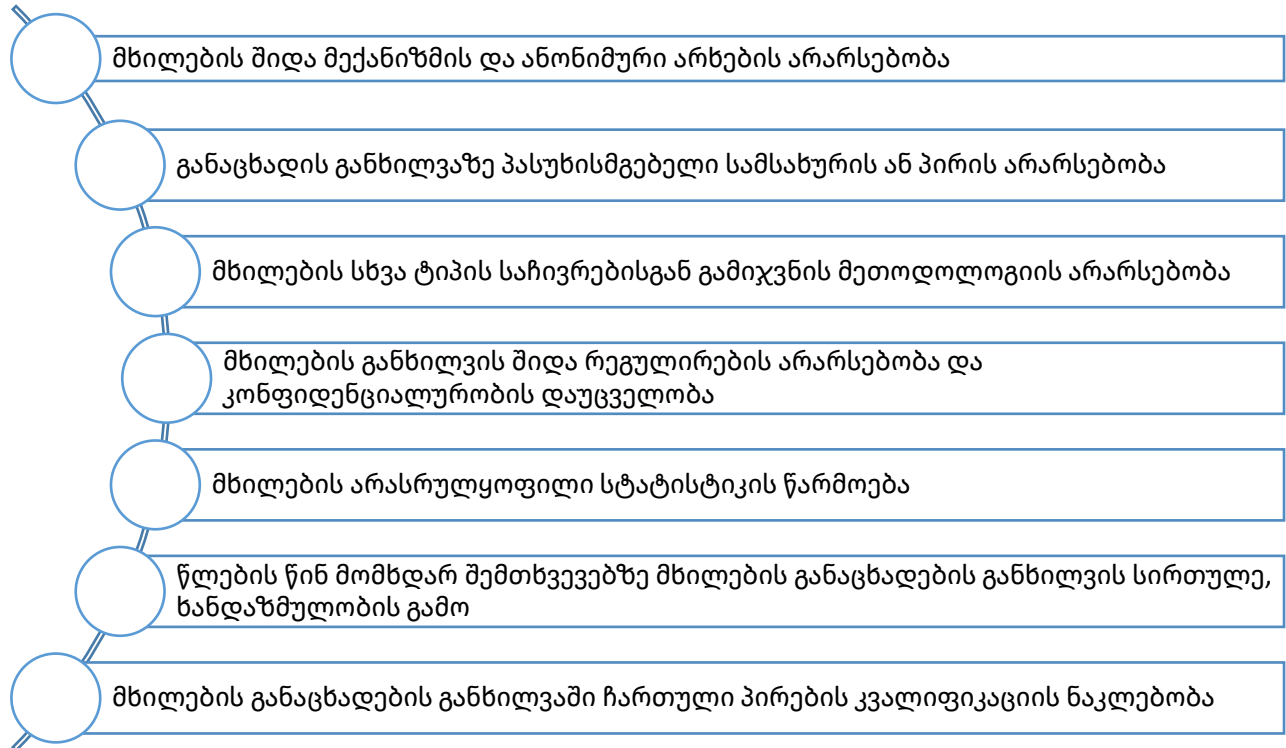 მხილების შიდა მექანიზმის და ანონიმური არხების არარსებობა
განაცხადის განხილვაზე პასუხისმგებელი სამსახურის ან პირის არარსებობა
მხილების სხვა ტიპის საჩივრებისგან გამიჯვნის მეთოდოლოგიის არარსებობა
მხილების განხილვის შიდა რეგულირების არარსებობა და
კონფიდენციალურობის დაუცველობა
მხილების არასრულყოფილი სტატისტიკის წარმოება
წლების წინ მომხდარ შემთხვევებზე მხილების განაცხადების განხილვის სირთულე,
ხანდაზმულობის გამო
მხილების განაცხადების განხილვაში ჩართული პირების კვალიფიკაციის ნაკლებობა